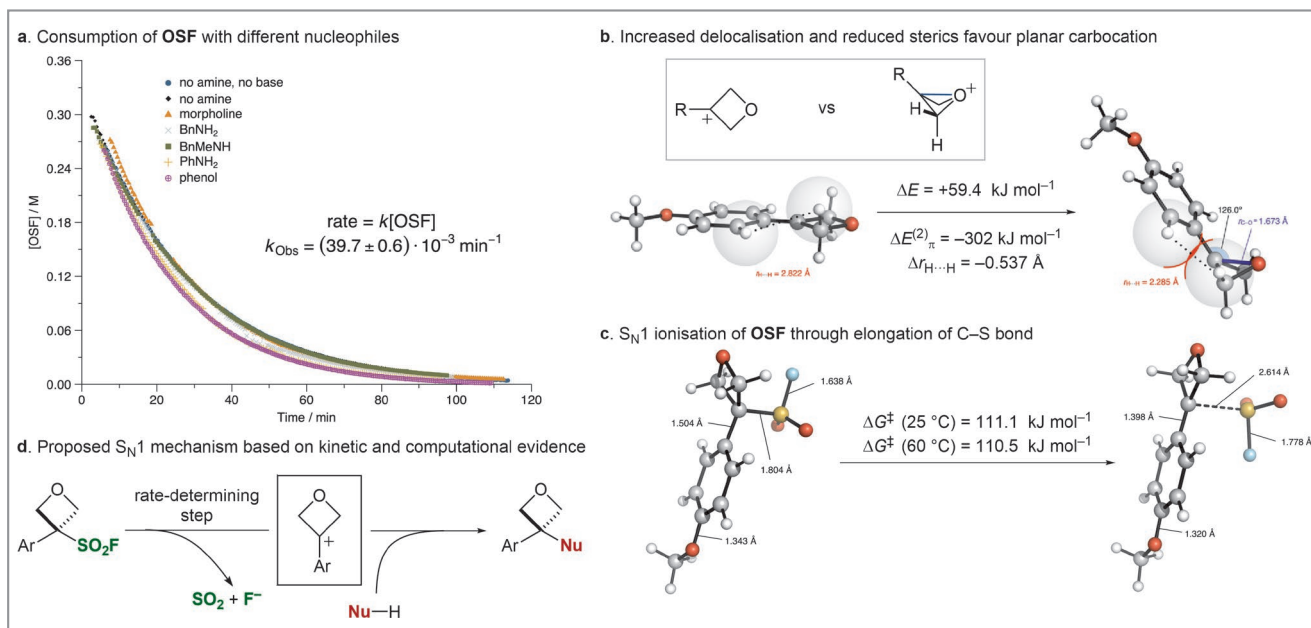 a. Consumption of OSF with different nucleophiles
[OSF] / M
0.30
0.24
0.18
0.12
0.06
0.00
0
20
40
60
80
100
120
Time / min
no amine, no base
no amine
morpholine
BnNH₂
BnMeNH
PhNH₂
phenol
rate = k[OSF]
kObs = (39.7 ± 0.6) · 10⁻³ min⁻¹
b. Increased delocalisation and reduced sterics favour planar carbocation
R
+
O
vs
R
O⁺
H
H
rH···H = 2.822 Å
ΔE = +59.4 kJ mol⁻¹
ΔE⁽²⁾π = –302 kJ mol⁻¹
ΔrH···H = –0.537 Å
126.0°
rC-O = 1.673 Å
rH···H = 2.285 Å
c. SN1 ionisation of OSF through elongation of C–S bond
1.638 Å
1.504 Å
1.804 Å
1.343 Å
ΔG‡ (25 °C) = 111.1 kJ mol⁻¹
ΔG‡ (60 °C) = 110.5 kJ mol⁻¹
2.614 Å
1.398 Å
1.778 Å
1.320 Å
d. Proposed SN1 mechanism based on kinetic and computational evidence
O
Ar
SO₂F
rate-determining
step
SO₂ + F⁻
O
+
Ar
Nu–H
O
Ar
Nu